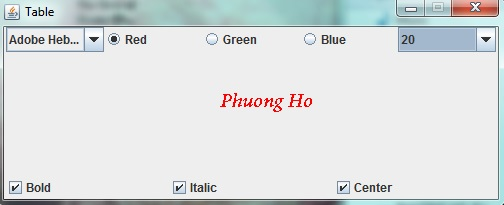 Table
Adobe Heb... Red Green Blue 20
Phuong Ho
Bold Italic Center